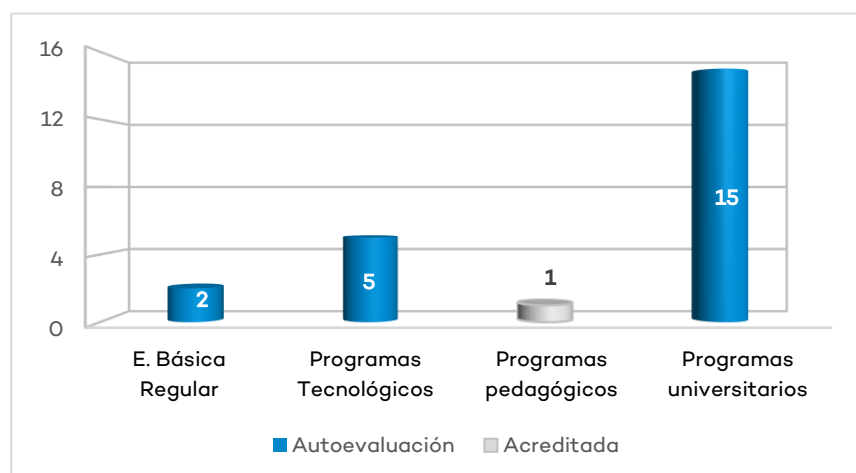 16
12
8
4
0
2
5
1
15
E. Básica
Regular
Programas
Tecnológicos
Programas
pedagógicos
Programas
universitarios
Autoevaluación
Acreditada